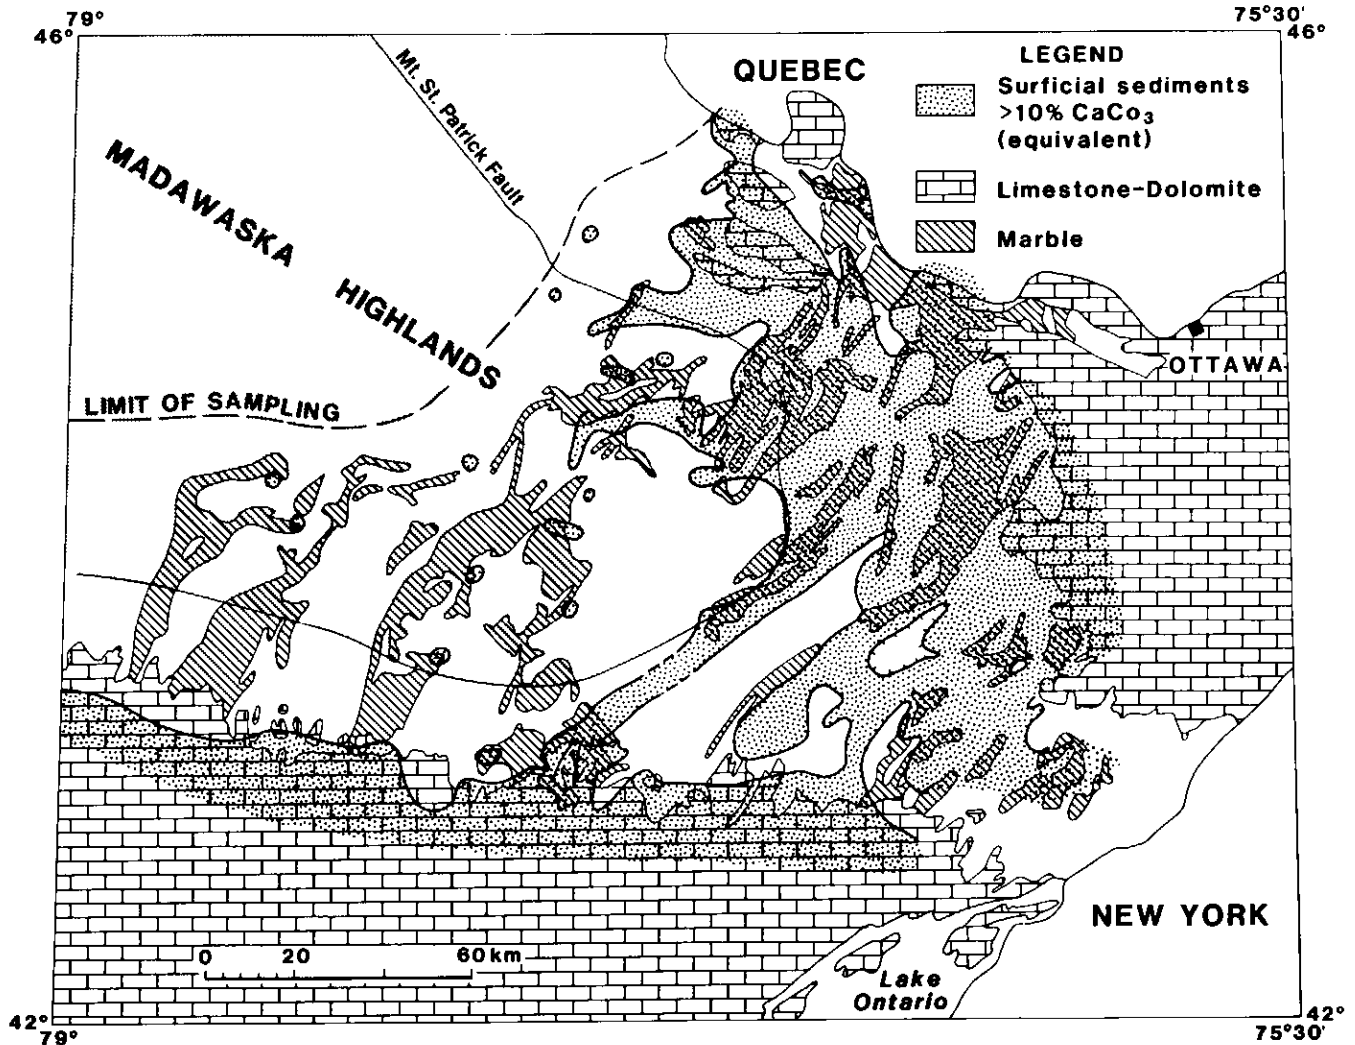 79°
75°30'
46°
46°
QUEBEC
LEGEND
Surficial sediments
>10% CaCo₃
(equivalent)
Limestone-Dolomite
Marble
Mt. St. Patrick Fault
MADAWASKA
HIGHLANDS
LIMIT OF SAMPLING
OTTAWA
NEW YORK
0 20 60 km
Lake
Ontario
42°
42°
79°
75°30'